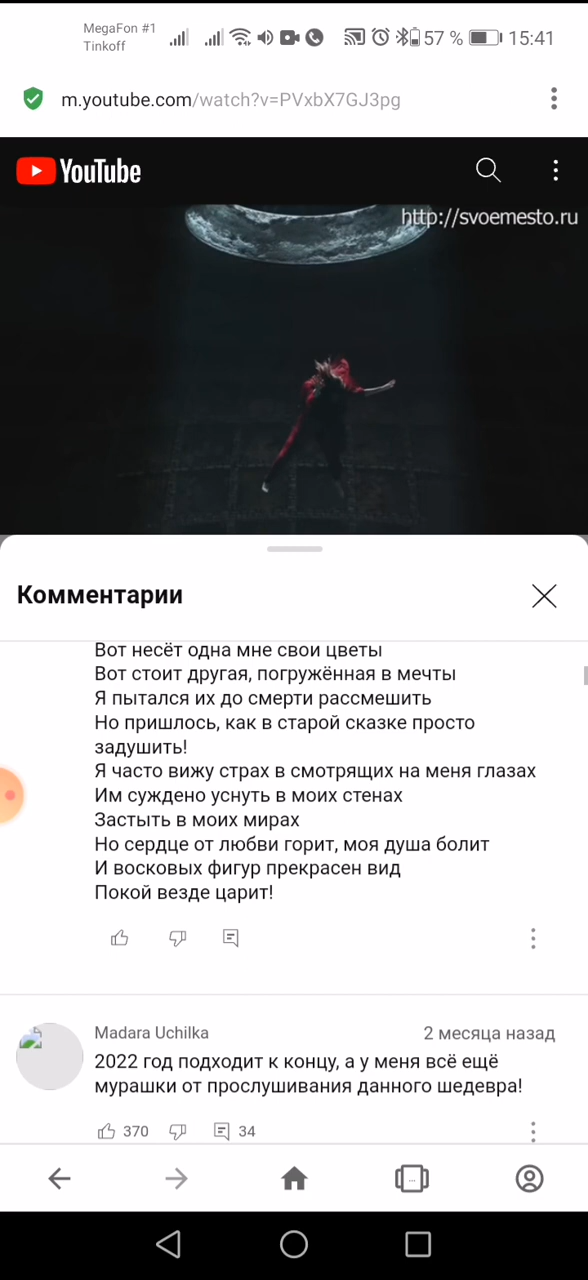 MegaFon #1
Tinkoff
57 %
15:41
m.youtube.com/watch?v=PVxbX7GJ3pg
YouTube
http://svoemesto.ru
Комментарии
Вот несёт одна мне свои цветы
Вот стоит другая, погружённая в мечты
Я пытался их до смерти рассмешить
Но пришлось, как в старой сказке просто
задушить!
Я часто вижу страх в смотрящих на меня глазах
Им суждено уснуть в моих стенах
Застыть в моих мирах
Но сердце от любви горит, моя душа болит
И восковых фигур прекрасен вид
Покой везде царит!
Madara Uchilka
2 месяца назад
2022 год подходит к концу, а у меня всё ещё
мурашки от прослушивания данного шедевра!
370
34